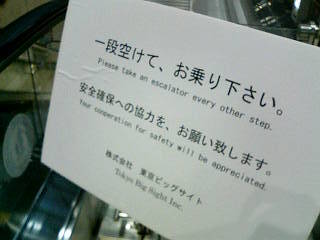 一段空けて、お乗り下さい。
Please take an escalator every other step.
安全確保への協力を、お願い致します。
Your cooperation for safety will be appreciated.
株式会社 東京ビッグサイト
Tokyo Big Sight Inc.